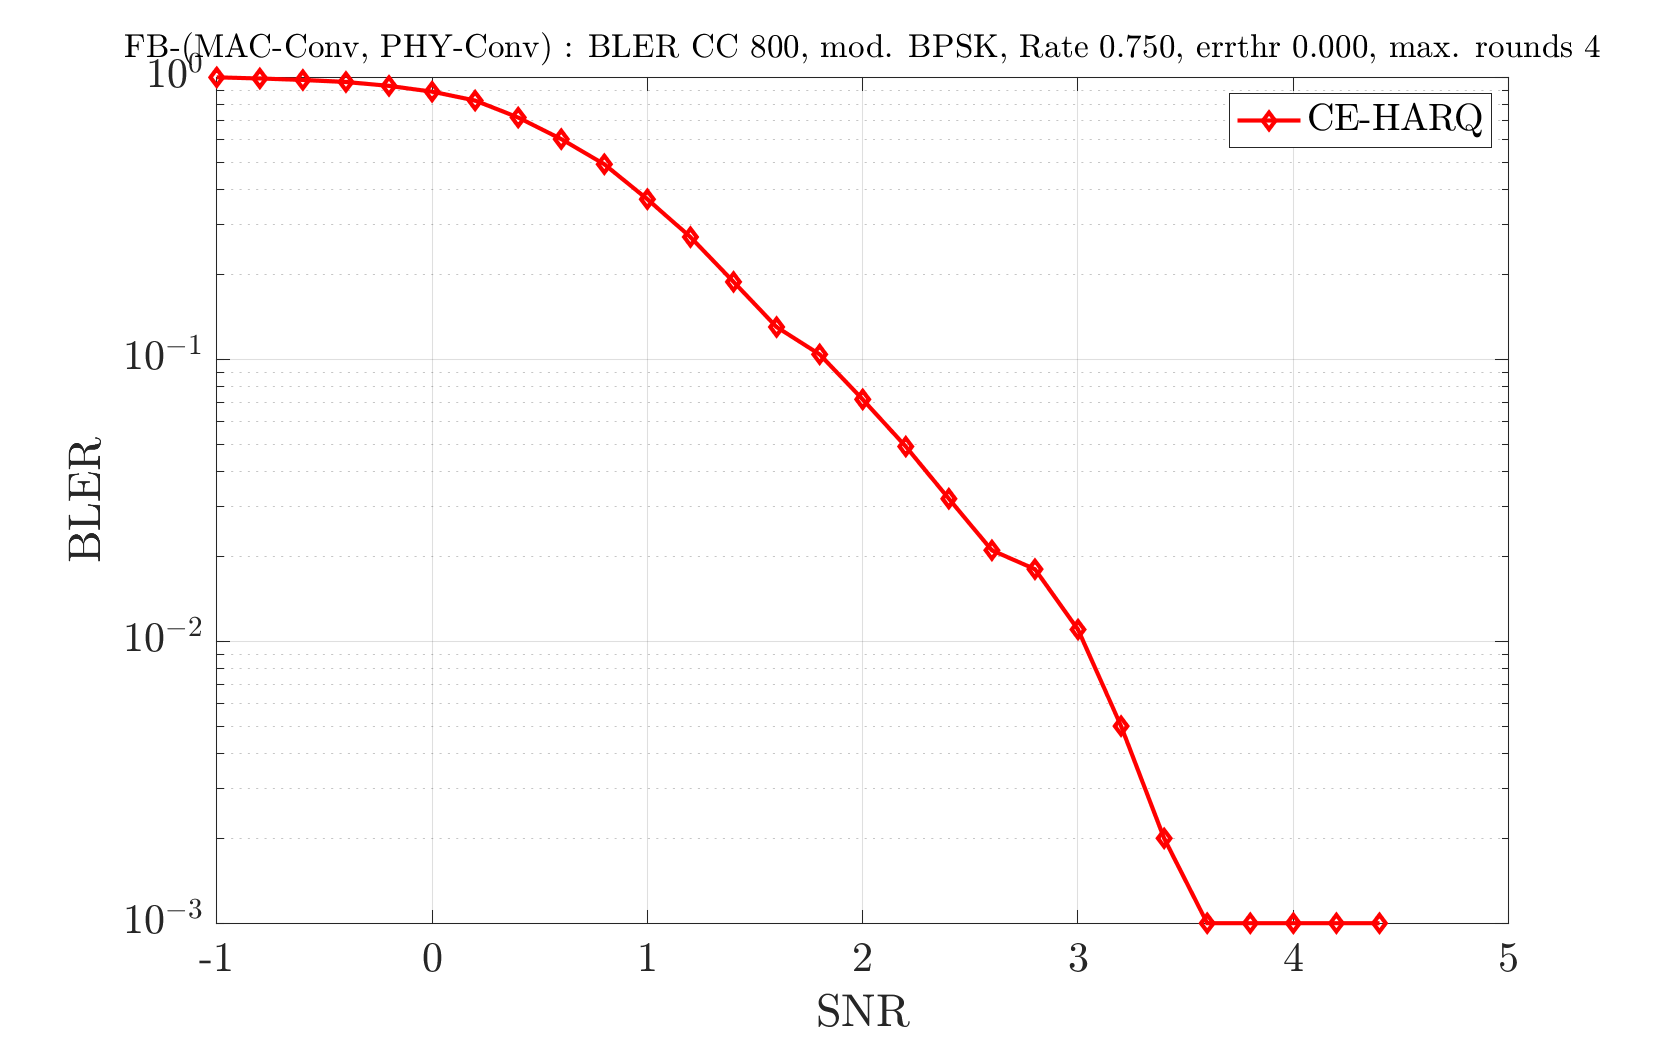 FB-(MAC-Conv, PHY-Conv) : BLER CC 800, mod. BPSK, Rate 0.750, errthr 0.000, max. rounds 4
10^0
CE-HARQ
10^-1
BLER
10^-2
10^-3
-1 0 1 2 3 4 5
SNR